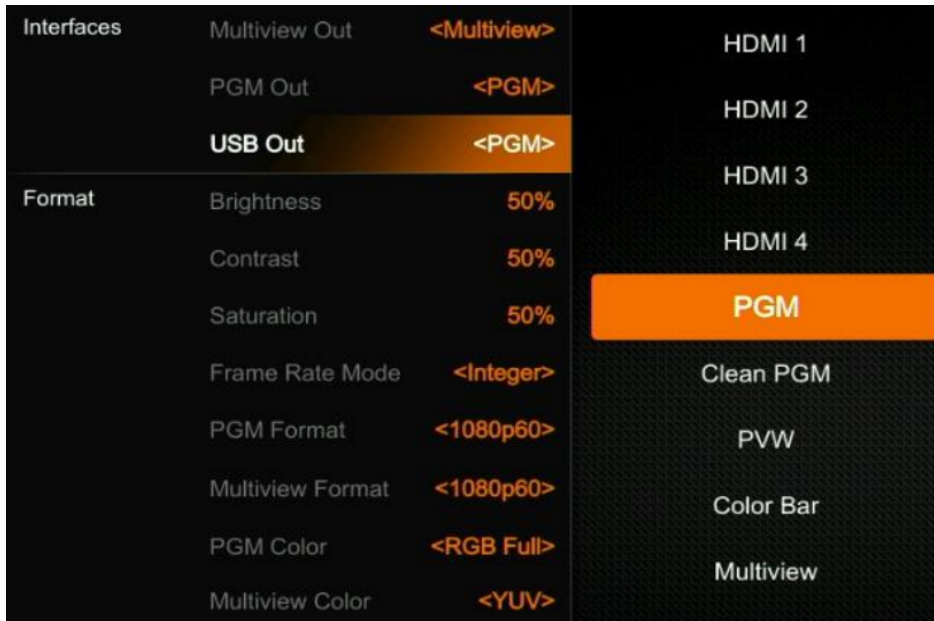 Interfaces Multiview Out <Multiview>
PGM Out <PGM>
USB Out <PGM>
Format Brightness 50%
Contrast 50%
Saturation 50%
Frame Rate Mode <Integer>
PGM Format <1080p60>
Multiview Format <1080p60>
PGM Color <RGB Full>
Multiview Color <YUV>
HDMI 1
HDMI 2
HDMI 3
HDMI 4
PGM
Clean PGM
PVW
Color Bar
Multiview